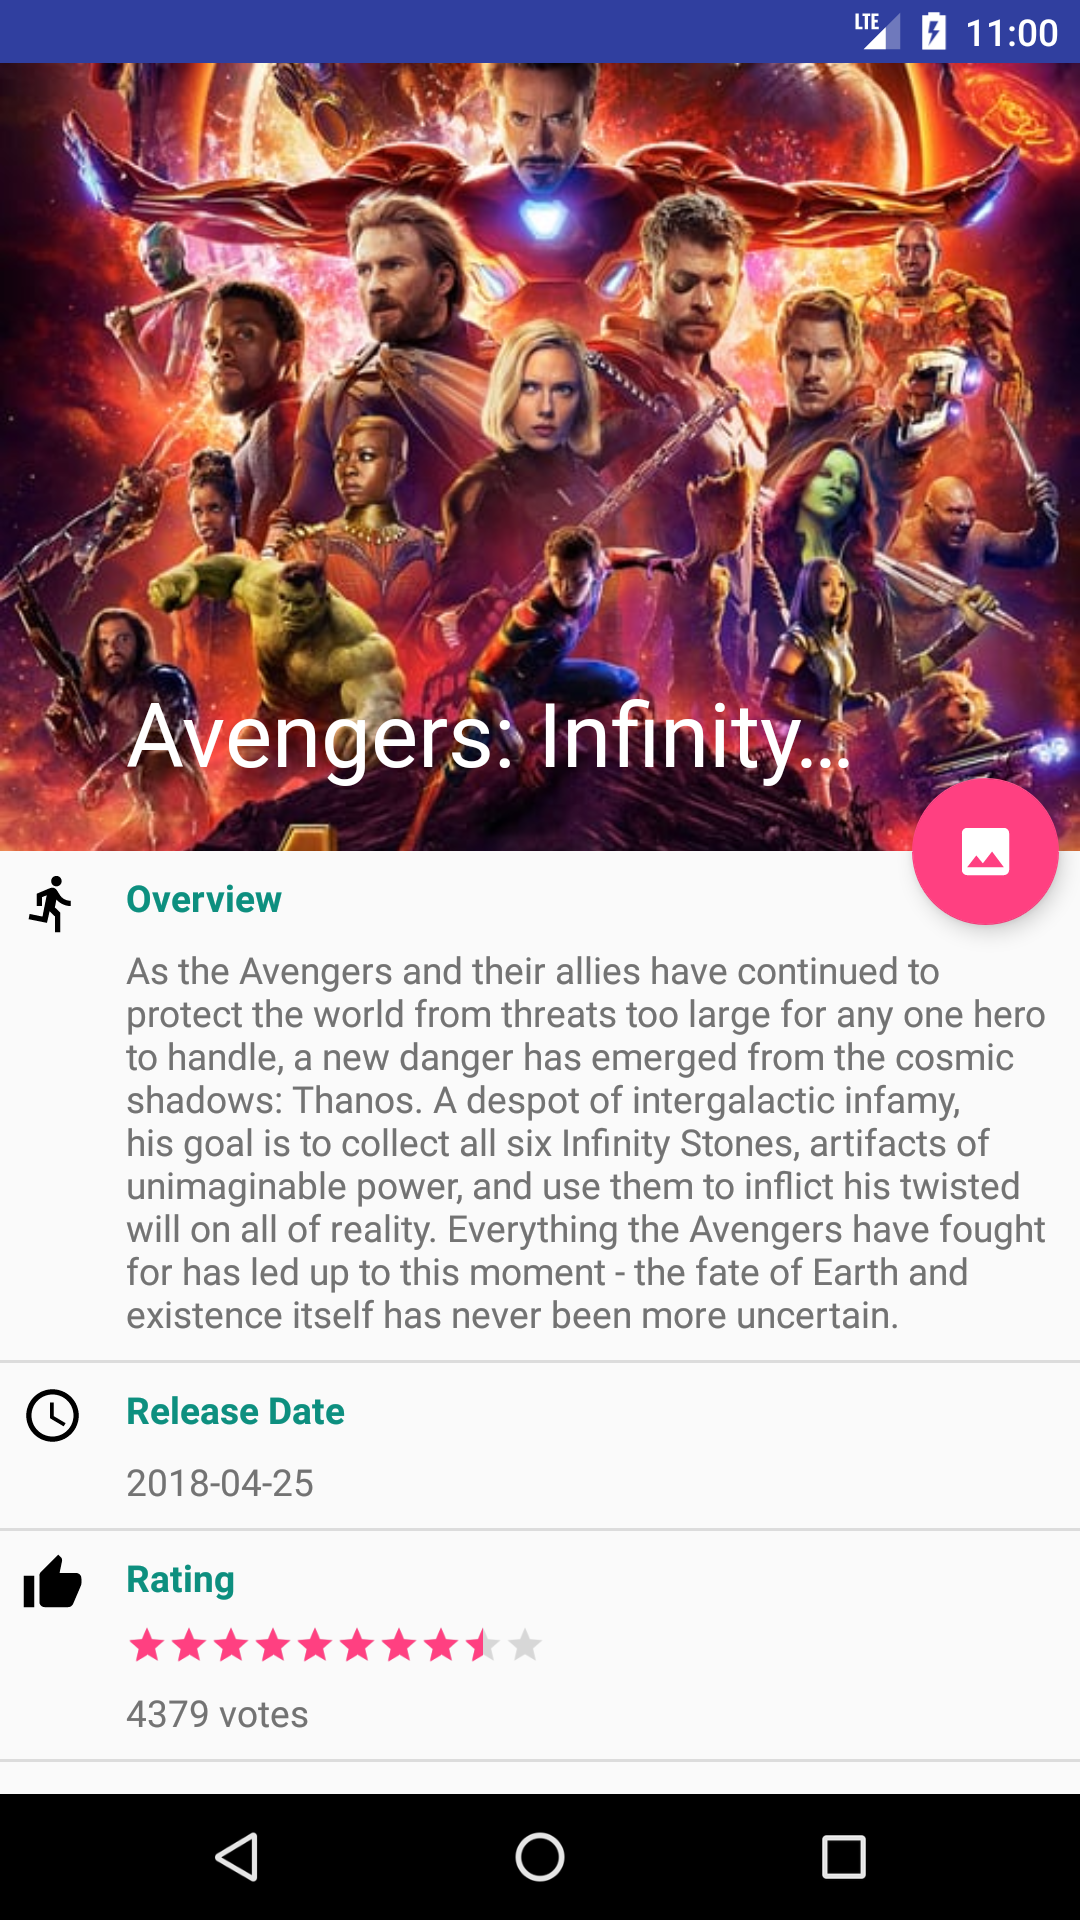 LTE 11:00
Avengers: Infinity...
Overview
As the Avengers and their allies have continued to
protect the world from threats too large for any one hero
to handle, a new danger has emerged from the cosmic
shadows: Thanos. A despot of intergalactic infamy,
his goal is to collect all six Infinity Stones, artifacts of
unimaginable power, and use them to inflict his twisted
will on all of reality. Everything the Avengers have fought
for has led up to this moment - the fate of Earth and
existence itself has never been more uncertain.
Release Date
2018-04-25
Rating
4379 votes